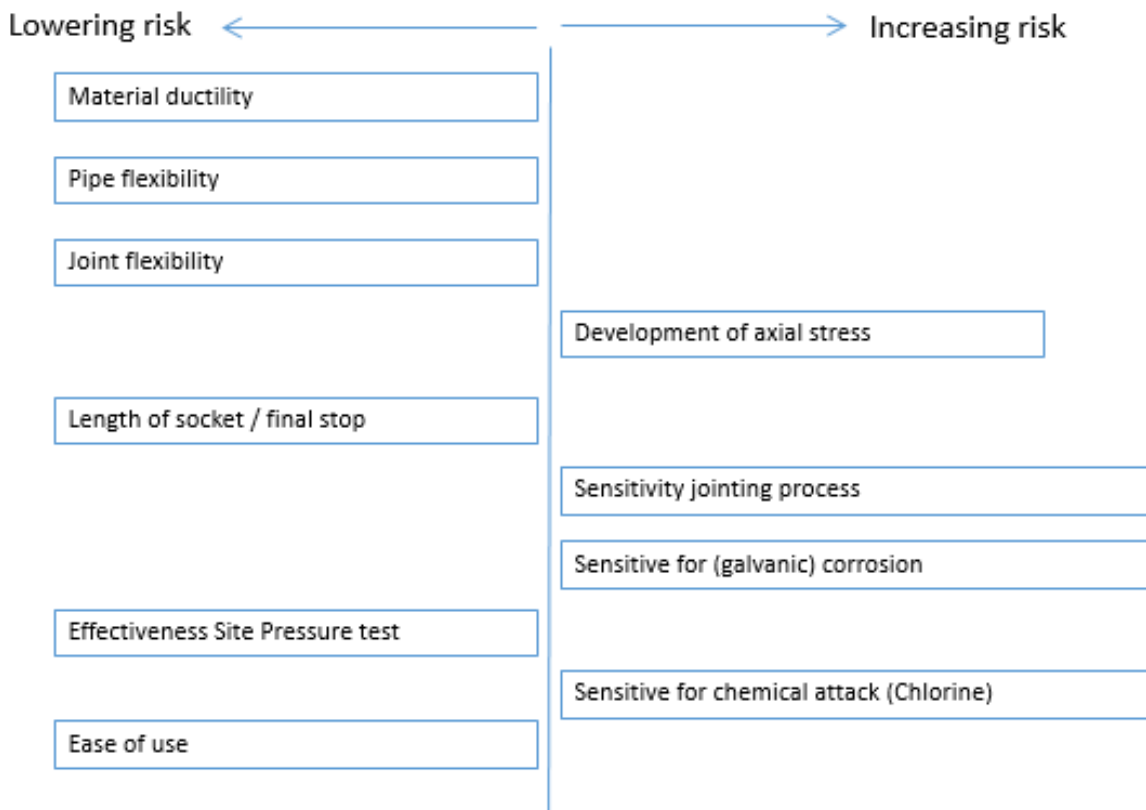 Lowering risk
Increasing risk
Material ductility
Pipe flexibility
Joint flexibility
Development of axial stress
Length of socket / final stop
Sensitivity jointing process
Sensitive for (galvanic) corrosion
Effectiveness Site Pressure test
Sensitive for chemical attack (Chlorine)
Ease of use